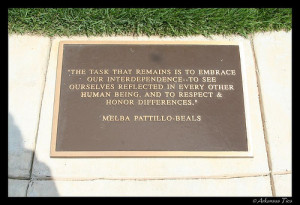 "THE TASK THAT REMAINS IS TO EMBRACE
OUR INTERDEPENDENCE--TO SEE
OURSELVES REFLECTED IN EVERY OTHER
HUMAN BEING, AND TO RESPECT &
HONOR DIFFERENCES."
MELBA PATTILLO-BEALS
©Arkansas Ties